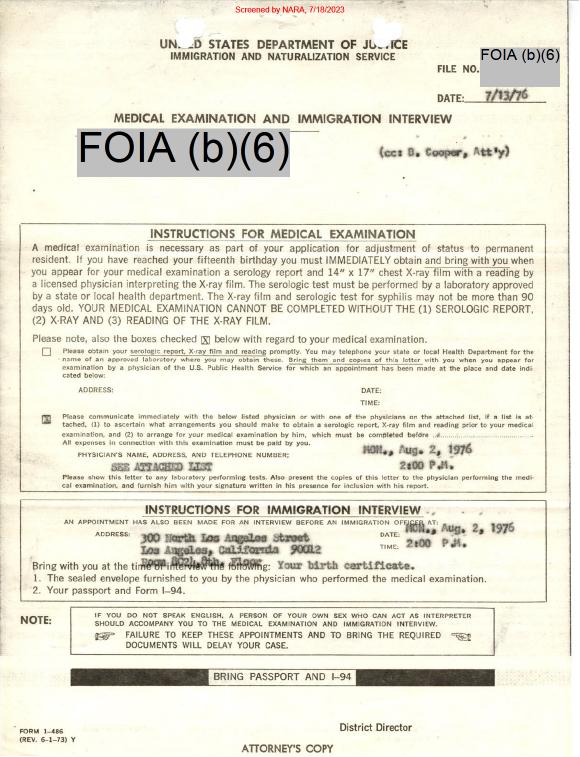 Screened by NARA, 7/18/2023
UNITED STATES DEPARTMENT OF JUSTICE
IMMIGRATION AND NATURALIZATION SERVICE
FOIA (b)(6)
FILE NO.
DATE: 7/13/76
MEDICAL EXAMINATION AND IMMIGRATION INTERVIEW
FOIA (b)(6)
(cc: B. Cooper, Att'y)
INSTRUCTIONS FOR MEDICAL EXAMINATION
A medical examination is necessary as part of your application for adjustment of status to permanent
resident. If you have reached your fifteenth birthday you must IMMEDIATELY obtain and bring with you when
you appear for your medical examination a serology report and 14" x 17" chest X-ray film with a reading by
a licensed physician interpreting the X-ray film. The serologic test must be performed by a laboratory approved
by a state or local health department. The X-ray film and serologic test for syphilis may not be more than 90
days old. YOUR MEDICAL EXAMINATION CANNOT BE COMPLETED WITHOUT THE (1) SEROLOGIC REPORT,
(2) X-RAY AND (3) READING OF THE X-RAY FILM.
Please note, also the boxes checked X below with regard to your medical examination.
Please obtain your serologic report, X-ray film and reading promptly. You may telephone your state or local Health Department for the
name of an approved laboratory where you may obtain these. Bring them and copies of this letter with you when you appear for
examination by a physician of the U.S. Public Health Service for which an appointment has been made at the place and date indi-
cated below:
ADDRESS:
DATE:
TIME:
X Please communicate immediately with the below listed physician or with one of the physicians on the attached list, if a list is at-
tached, (1) to ascertain what arrangements you should make to obtain a serologic report, X-ray film and reading prior to your medical
examination, and (2) to arrange for your medical examination by him, which must be completed before
All expenses in connection with this examination must be paid by you.
MON., Aug. 2, 1976
PHYSICIAN'S NAME, ADDRESS, AND TELEPHONE NUMBER;
SEE ATTACHED LIST
2:00 P.M.
Please show this letter to any laboratory performing tests. Also present the copies of this letter to the physician performing the medi-
cal examination, and furnish him with your signature written in his presence for inclusion with his report.
INSTRUCTIONS FOR IMMIGRATION INTERVIEW
AN APPOINTMENT HAS ALSO BEEN MADE FOR AN INTERVIEW BEFORE AN IMMIGRATION OFFICER AT:
ADDRESS: 300 North Los Angeles Street
DATE: MON., Aug. 2, 1976
Los Angeles, California 90012
TIME: 2:00 P.M.
Room 8024, 8th. Floor
Bring with you at the time of interview the following: Your birth certificate.
1. The sealed envelope furnished to you by the physician who performed the medical examination.
2. Your passport and Form I-94.
NOTE:
IF YOU DO NOT SPEAK ENGLISH, A PERSON OF YOUR OWN SEX WHO CAN ACT AS INTERPRETER
SHOULD ACCOMPANY YOU TO THE MEDICAL EXAMINATION AND IMMIGRATION INTERVIEW.
FAILURE TO KEEP THESE APPOINTMENTS AND TO BRING THE REQUIRED
DOCUMENTS WILL DELAY YOUR CASE.
BRING PASSPORT AND I-94
District Director
FORM I-486
(REV. 6-1-73) Y
ATTORNEY'S COPY